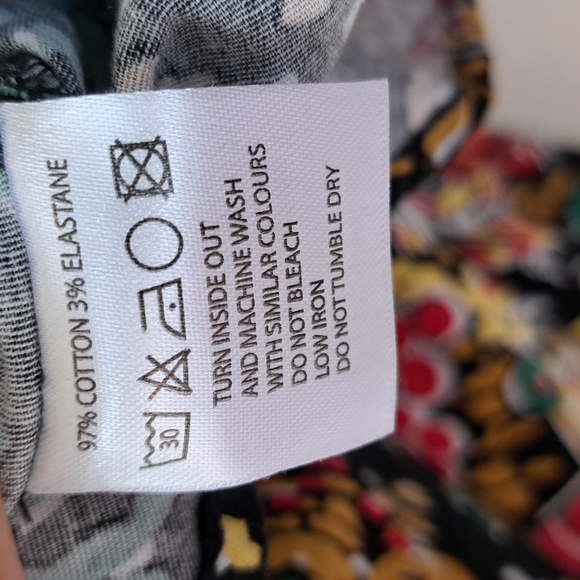 97% COTTON 3% ELASTANE
30
TURN INSIDE OUT
AND MACHINE WASH
WITH SIMILAR COLOURS
DO NOT BLEACH
LOW IRON
DO NOT TUMBLE DRY